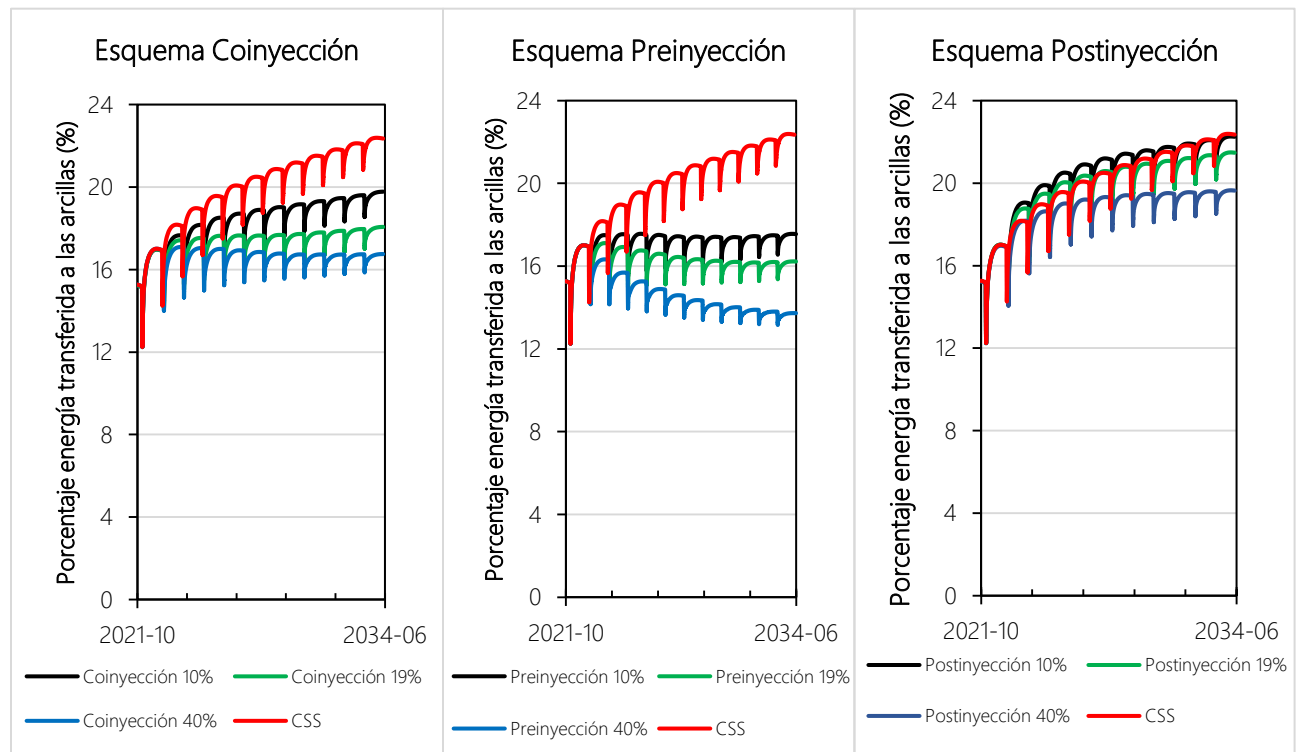 Esquema Coinyección
Porcentaje energía transferida a las arcillas (%)
24
20
16
12
8
4
0
2021-10
2034-06
Coinyección 10%
Coinyección 19%
Coinyección 40%
CSS
Esquema Preinyección
Porcentaje energía transferida a las arcillas (%)
24
20
16
12
8
4
0
2021-10
2034-06
Preinyección 10%
Preinyección 19%
Preinyección 40%
CSS
Esquema Postinyección
Porcentaje energía transferida a las arcillas (%)
24
20
16
12
8
4
0
2021-10
2034-06
Postinyección 10%
Postinyección 19%
Postinyección 40%
CSS